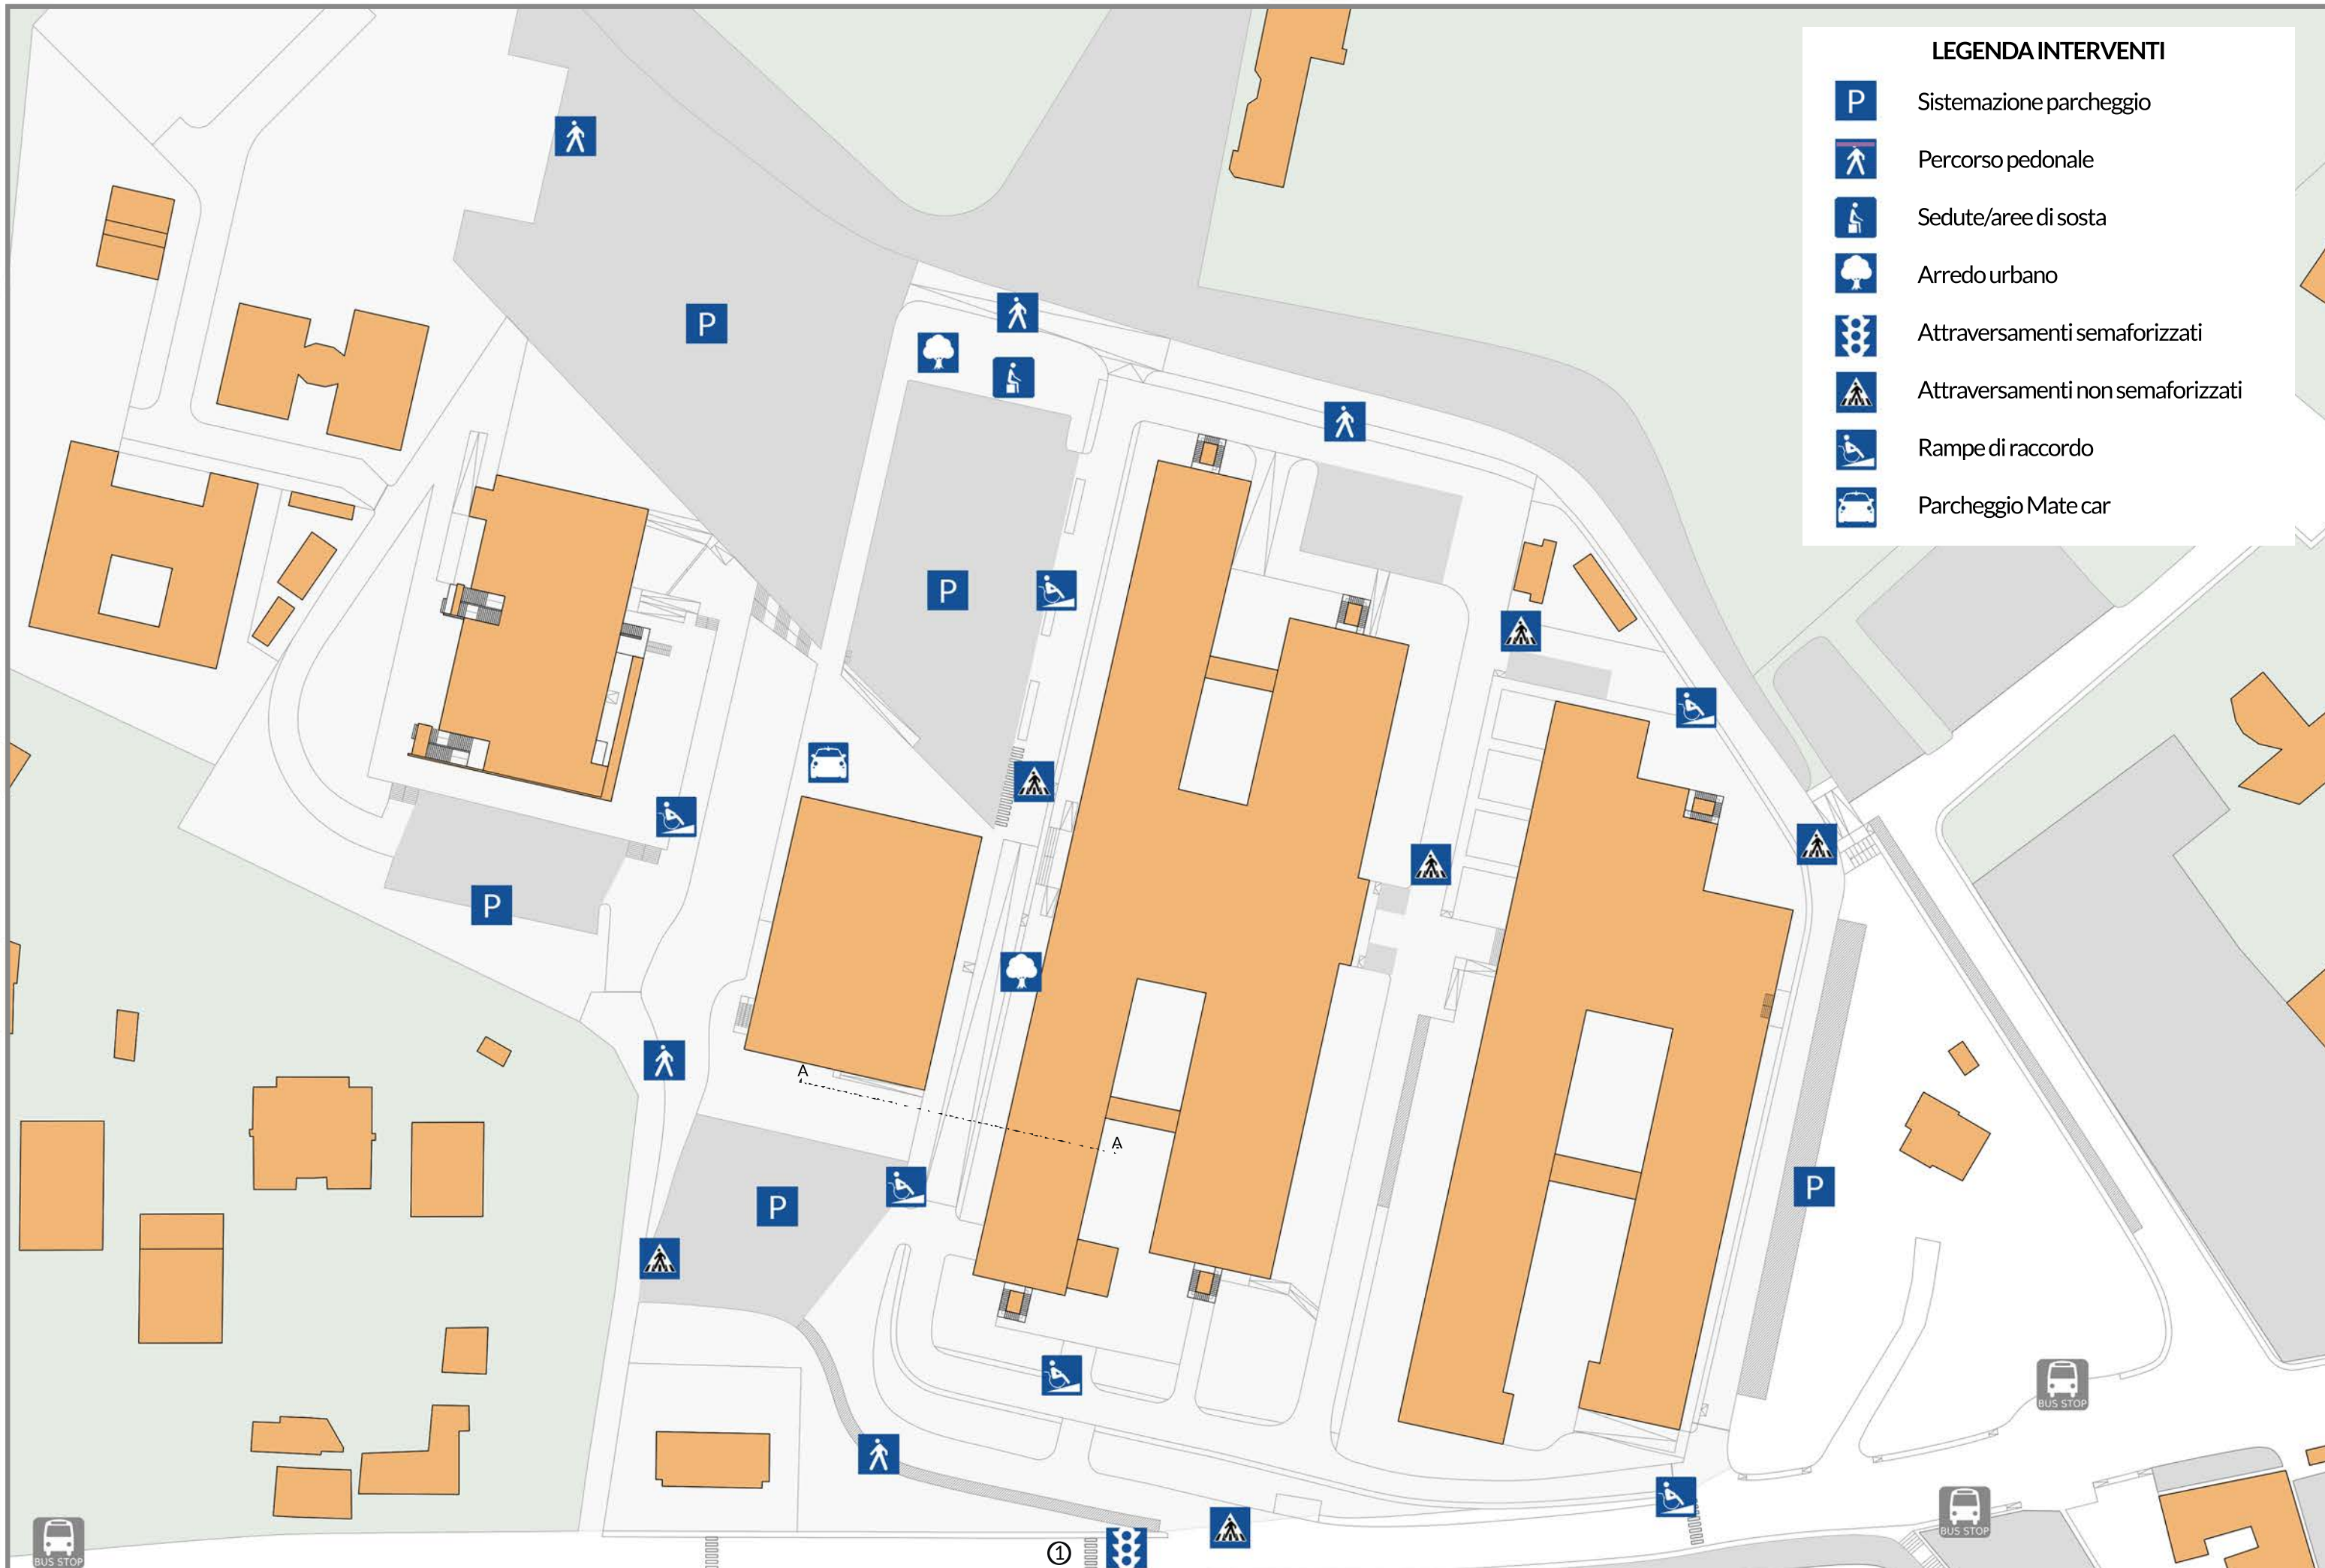 LEGENDA INTERVENTI
P Sistemazione parcheggio
Percorso pedonale
Sedute/aree di sosta
Arredo urbano
Attraversamenti semaforizzati
Attraversamenti non semaforizzati
Rampe di raccordo
Parcheggio Mate car
P
P
P
A
A
P
P
BUS STOP
BUS STOP
BUS STOP
1